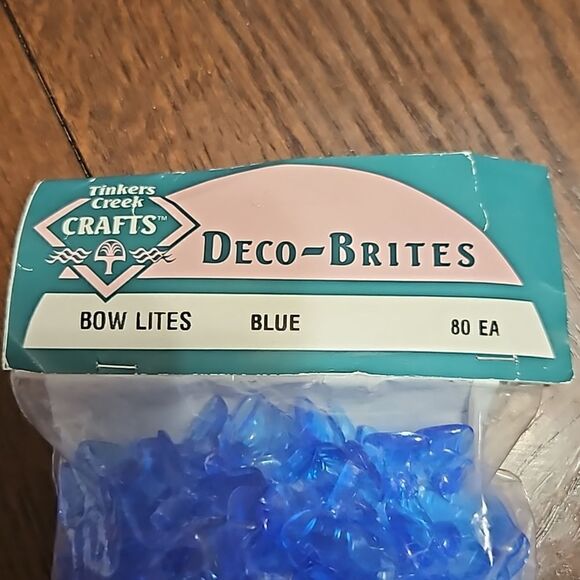 Tinkers
Creek
CRAFTS™
DECO-BRITES
BOW LITES BLUE 80 EA